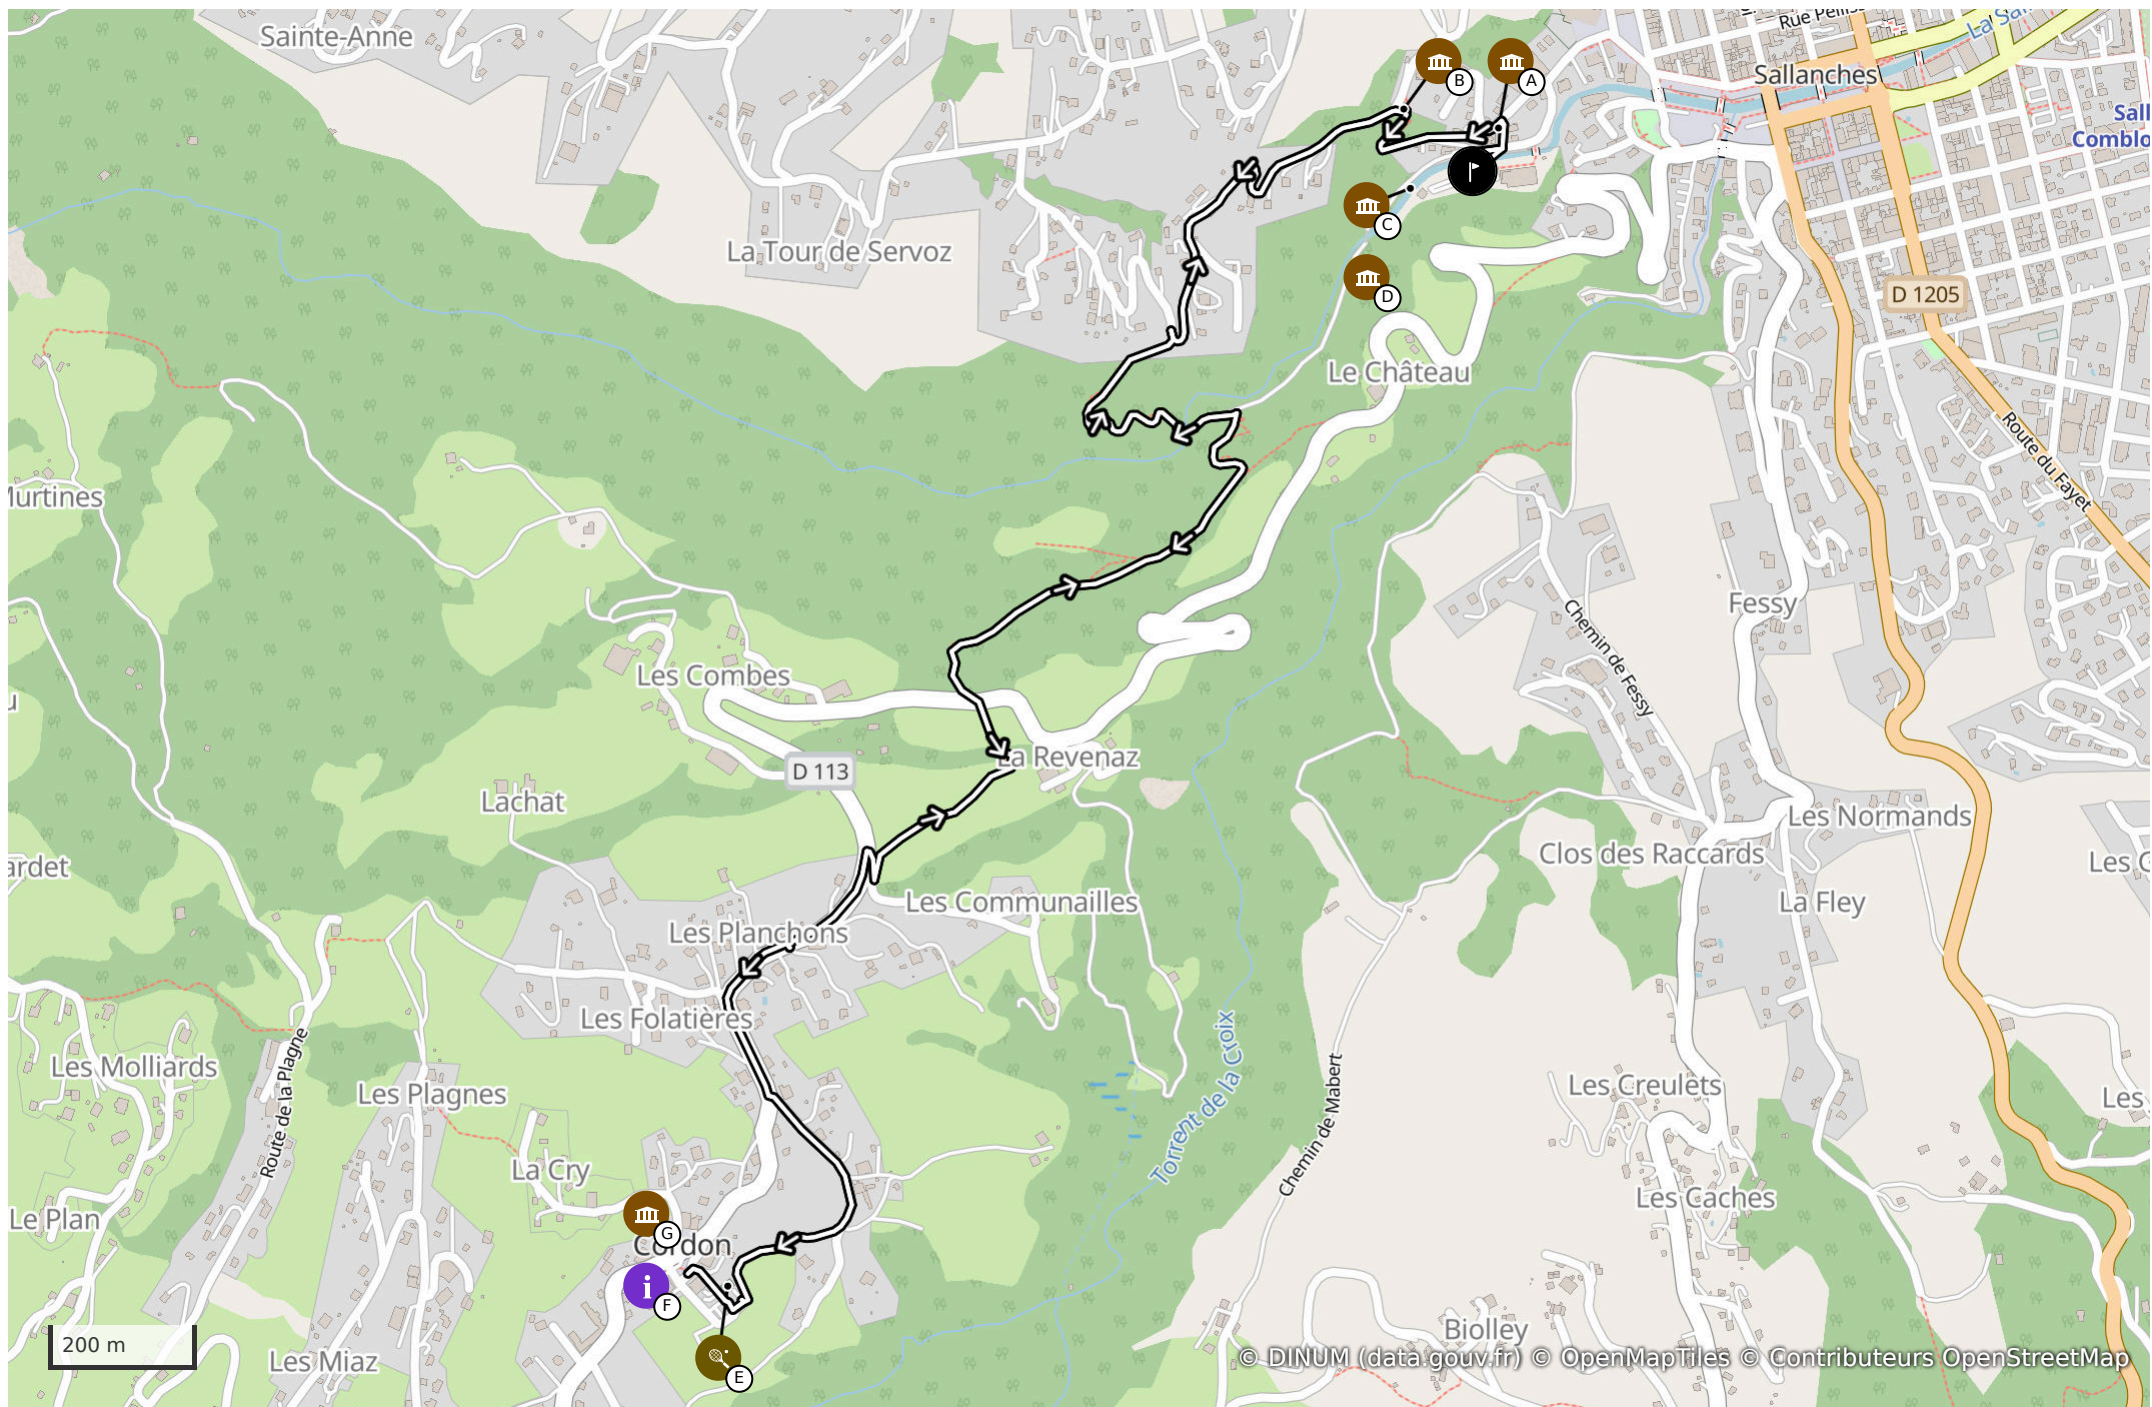 Sainte-Anne
Rue Pellis
La Sal
Sallanches
Sall
Comblo
B
A
C
D
La Tour de Servoz
D 1205
Le Château
Route du Fayet
Murtines
Fessy
Chemin de Fessy
Les Combes
La Revenaz
D 113
Lachat
Les Normands
Clos des Raccards
Les C
ardet
Les Communailles
La Fley
Les Planchons
Les Folatières
Route de la Plagne
Torrent de la Croix
Chemin de Mabert
Les Molliards
Les Plagnes
Les Creulets
Les
La Cry
Les Caches
Le Plan
G
Cordon
F
E
Biolley
200 m
Les Miaz
© DINUM (data.gouv.fr) © OpenMapTiles © Contributeurs OpenStreetMap